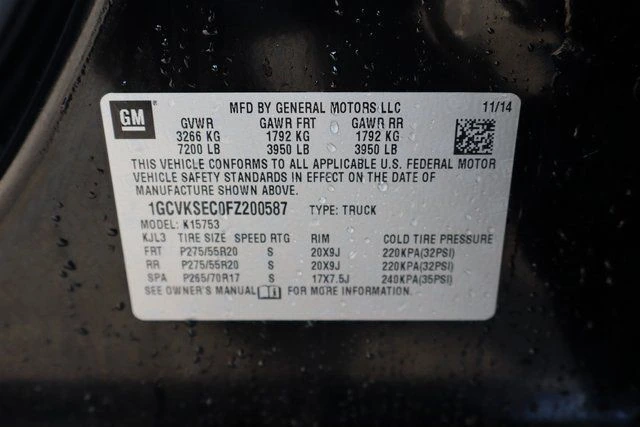 GM MFD BY GENERAL MOTORS LLC 11/14
GVWR GAWR FRT GAWR RR
3266 KG 1792 KG 1792 KG
7200 LB 3950 LB 3950 LB
THIS VEHICLE CONFORMS TO ALL APPLICABLE U.S. FEDERAL MOTOR
VEHICLE SAFETY STANDARDS IN EFFECT ON THE DATE OF
MANUFACTURE SHOWN ABOVE.
1GCVKSEC0FZ200587 TYPE: TRUCK
MODEL: K15753
KJL3 TIRE SIZE SPEED RTG RIM COLD TIRE PRESSURE
FRT P275/55R20 S 20X9J 220KPA(32PSI)
RR P275/55R20 S 20X9J 220KPA(32PSI)
SPA P265/70R17 S 17X7.5J 240KPA(35PSI)
SEE OWNER'S MANUAL FOR MORE INFORMATION.